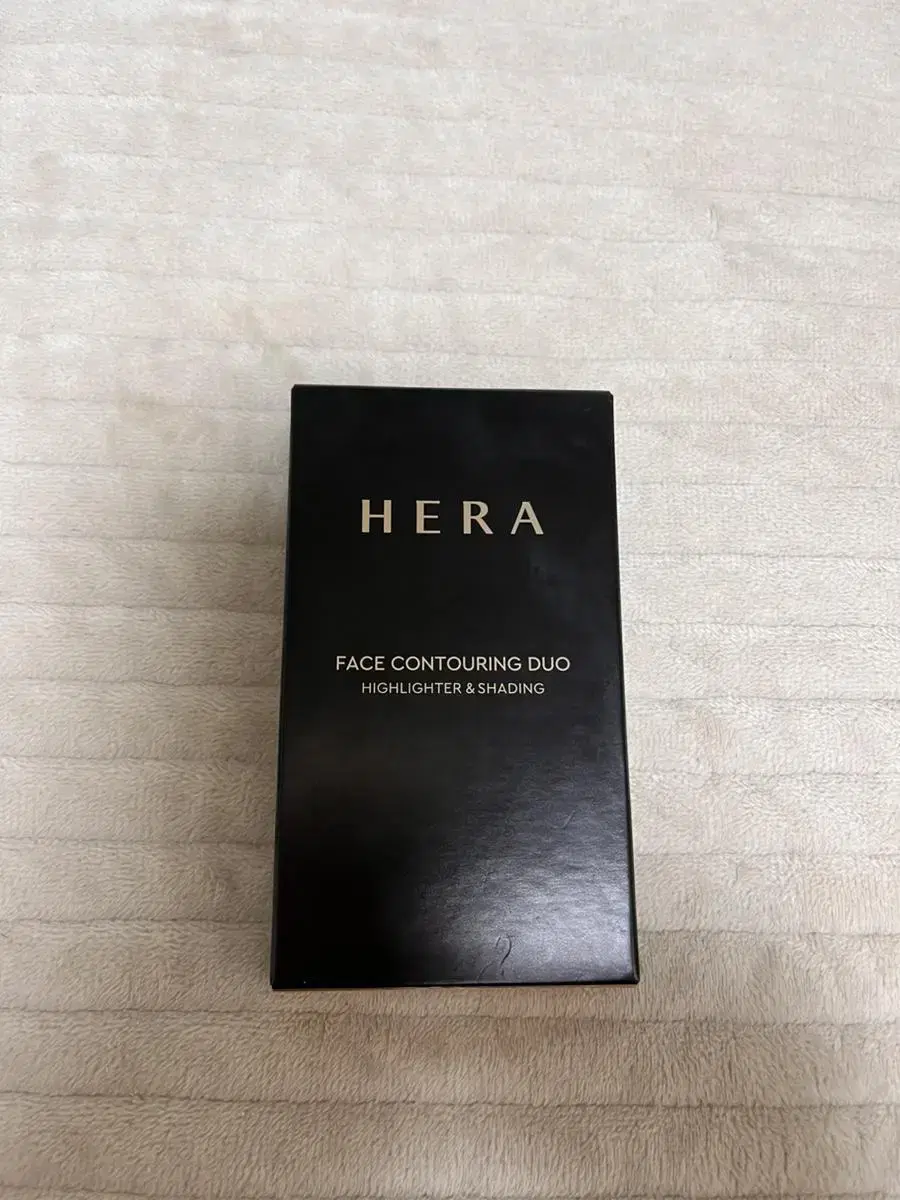 HERA
FACE CONTOURING DUO
HIGHLIGHTER & SHADING